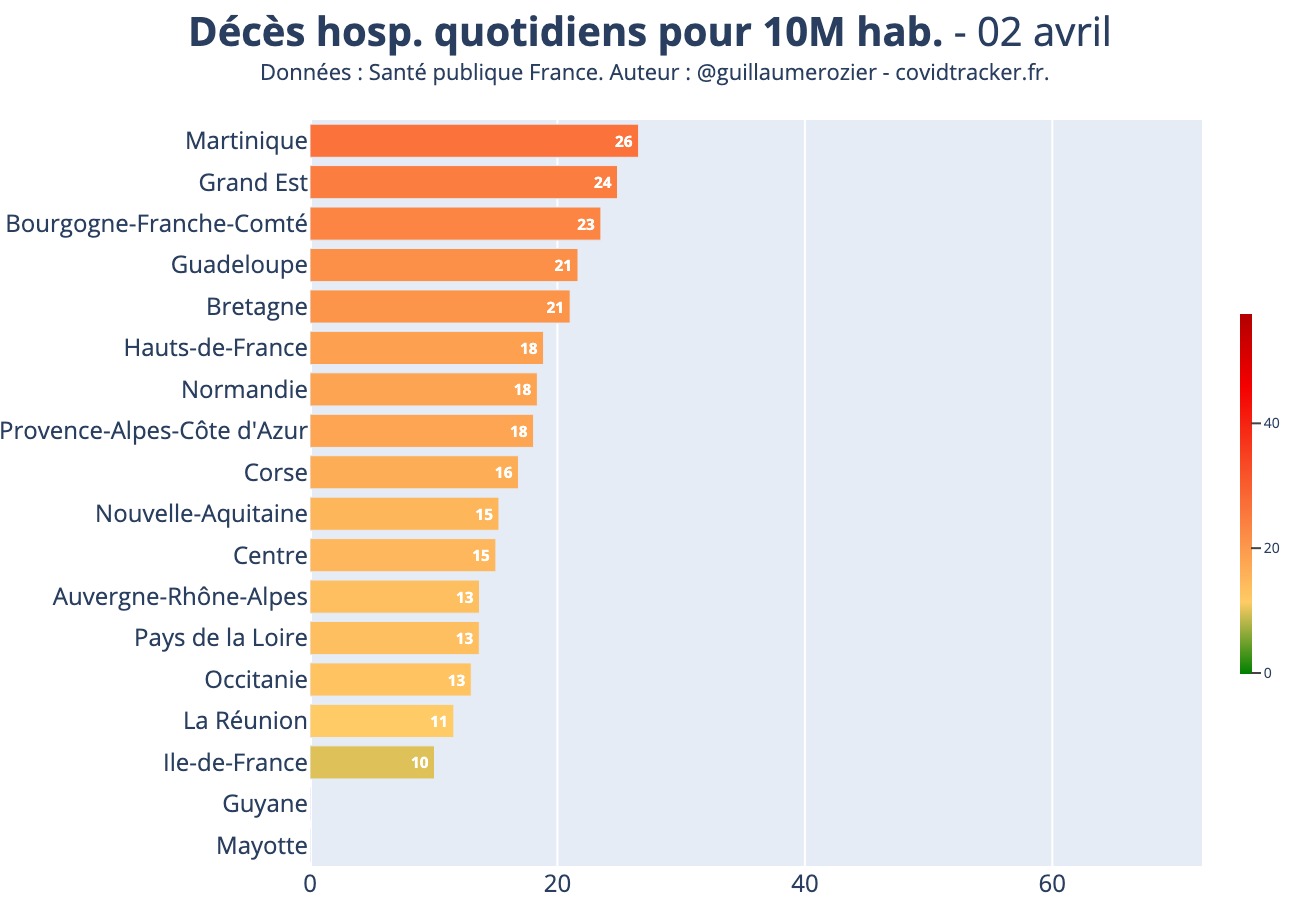 Décès hosp. quotidiens pour 10M hab. - 02 avril
Données : Santé publique France. Auteur : @guillaumerozier - covidtracker.fr.
Martinique 26
Grand Est 24
Bourgogne-Franche-Comté 23
Guadeloupe 21
Bretagne 21
Hauts-de-France 18
Normandie 18
Provence-Alpes-Côte d'Azur 18
Corse 16
Nouvelle-Aquitaine 15
Centre 15
Auvergne-Rhône-Alpes 13
Pays de la Loire 13
Occitanie 13
La Réunion 11
Ile-de-France 10
Guyane
Mayotte
0 20 40 60
40
20
0